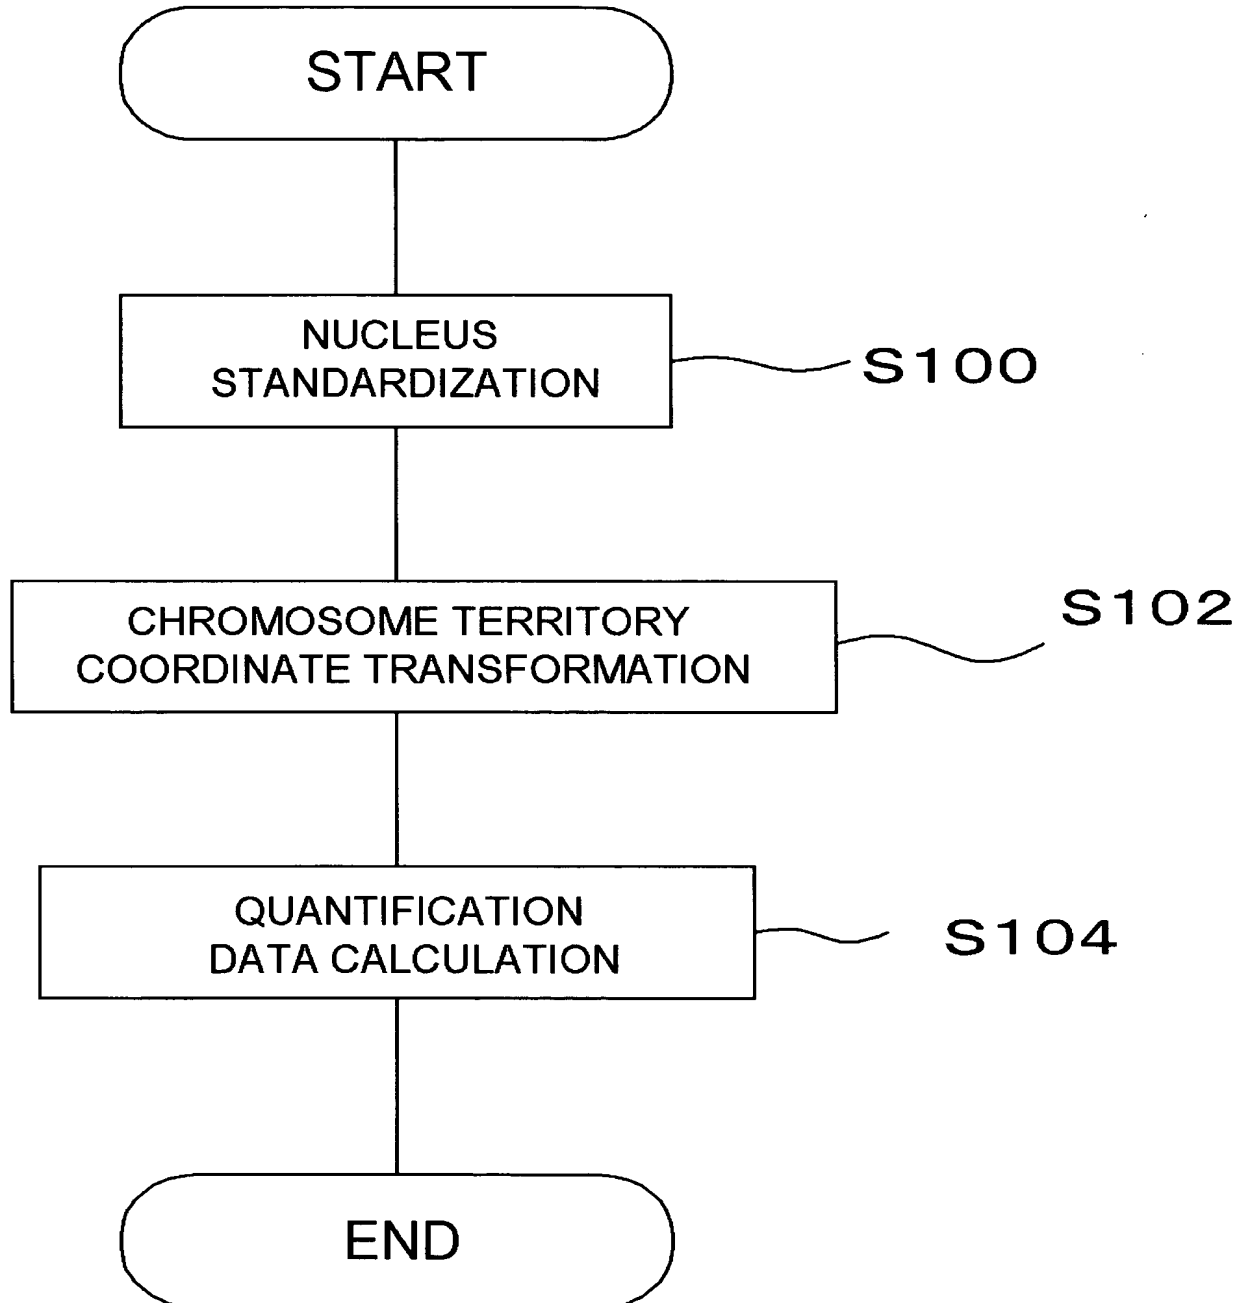 START
NUCLEUS
STANDARDIZATION
S100
CHROMOSOME TERRITORY
COORDINATE TRANSFORMATION
S102
QUANTIFICATION
DATA CALCULATION
S104
END